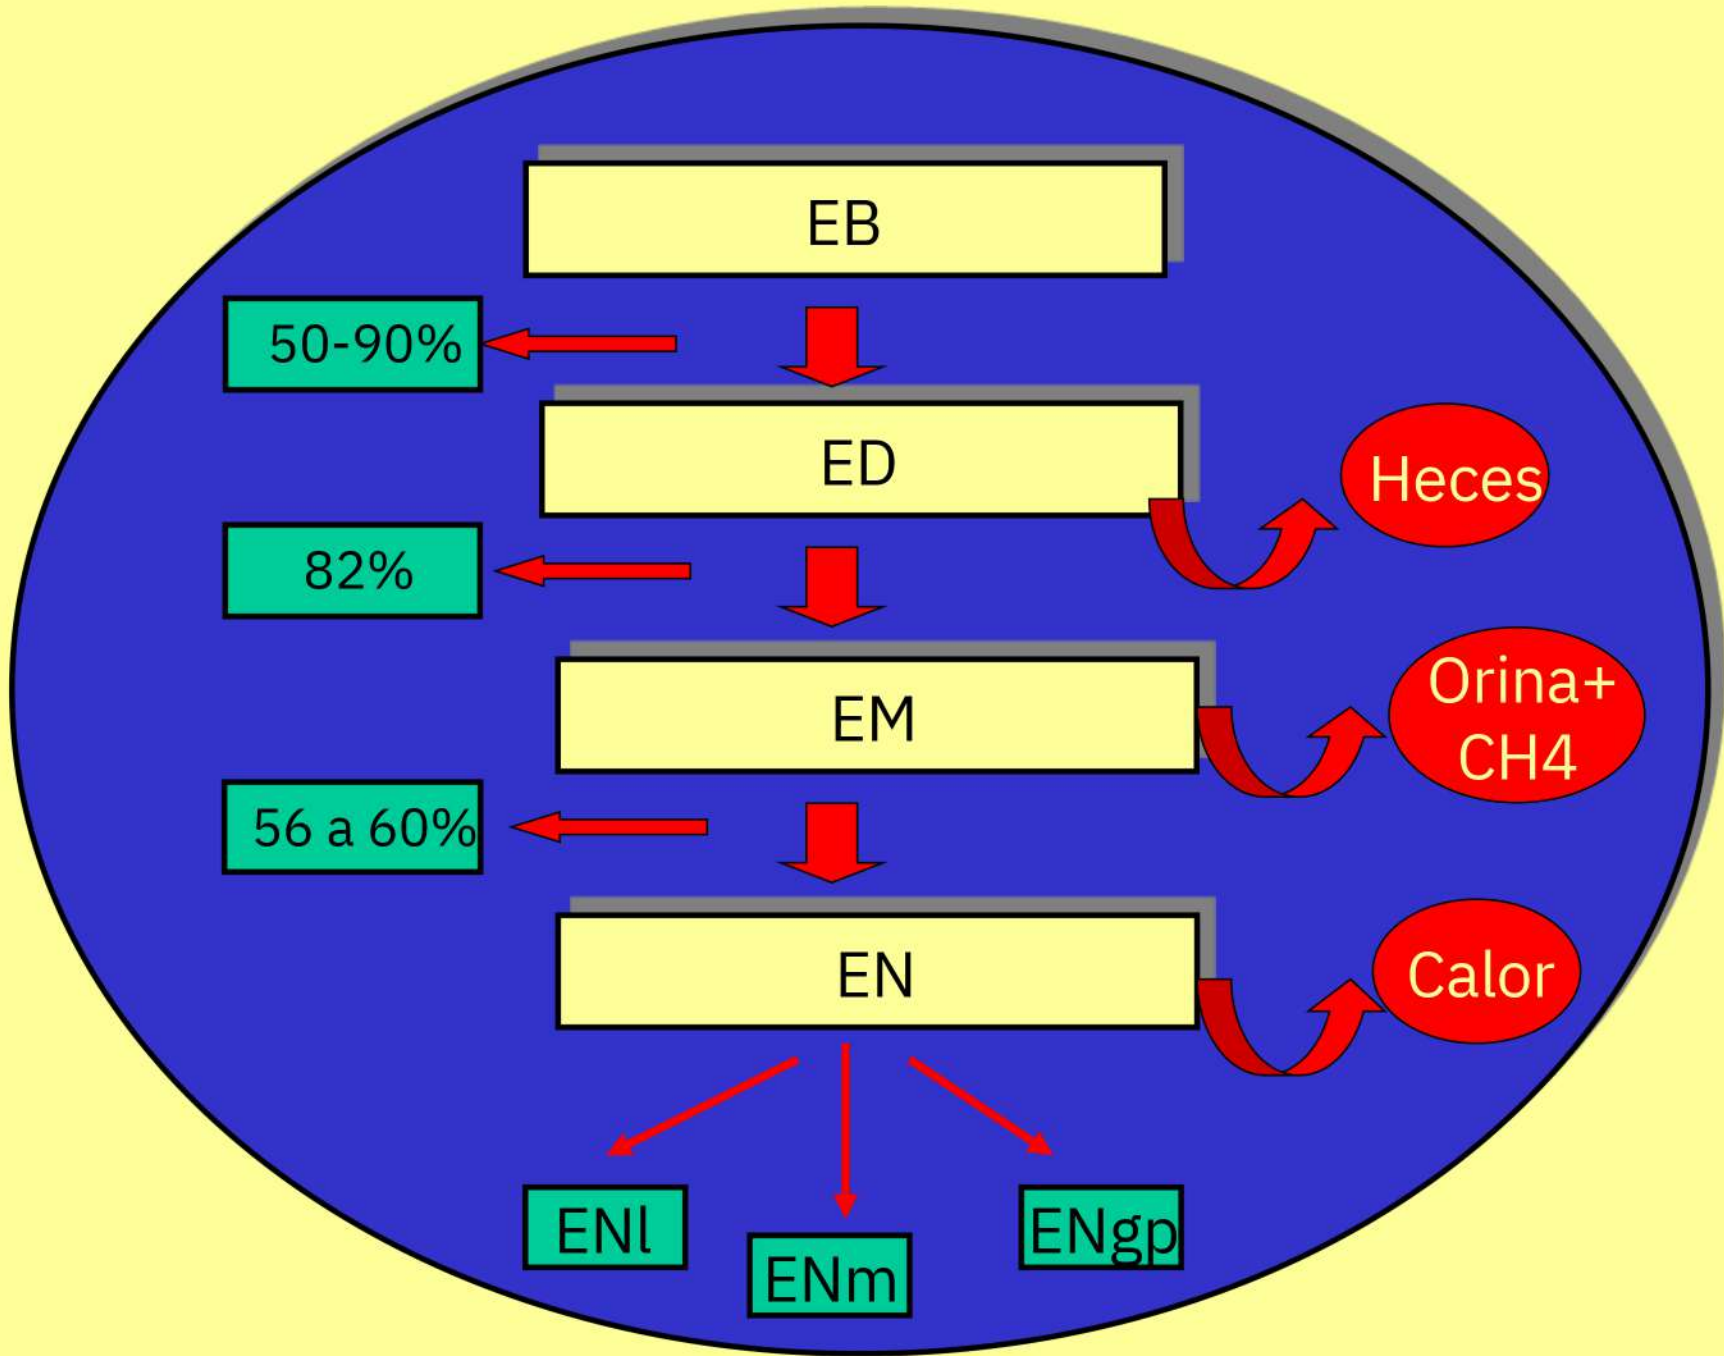 EB
50-90%
ED
Heces
82%
EM
Orina+
CH4
56 a 60%
EN
Calor
ENl
ENm
ENgp